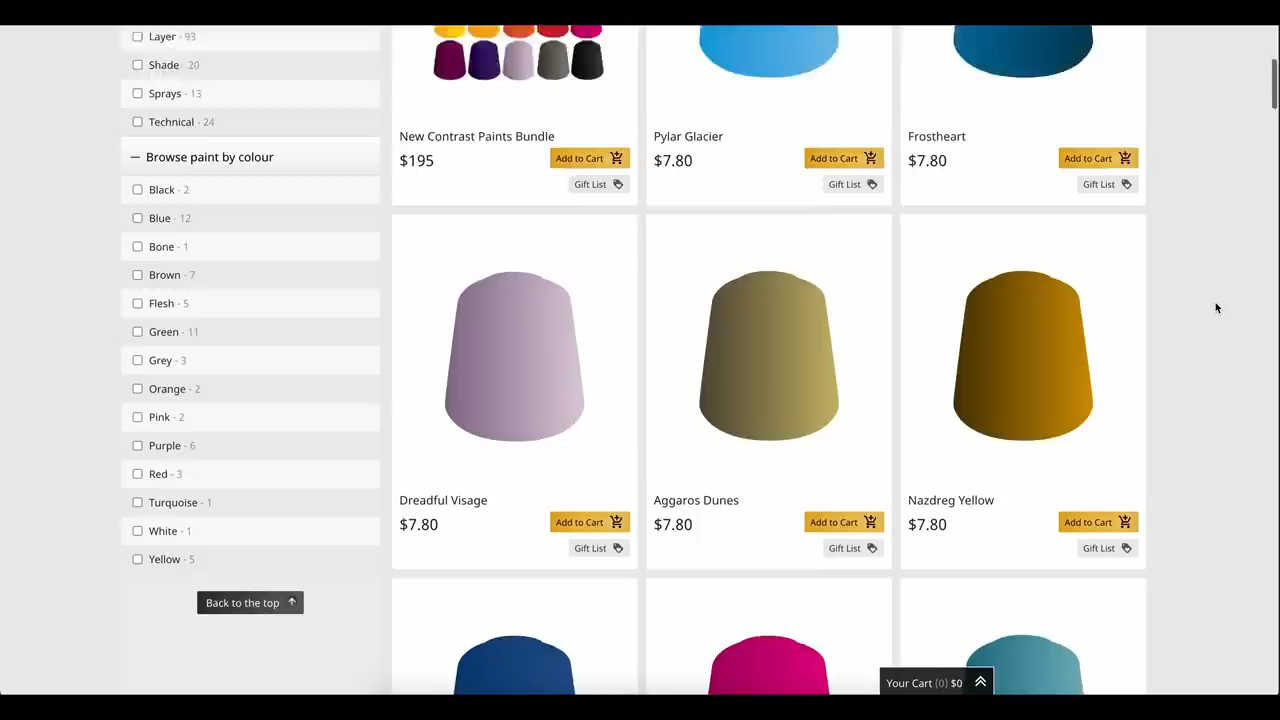 Layer - 93
Shade - 20
Sprays - 13
Technical - 24
Browse paint by colour
Black - 2
Blue - 12
Bone - 1
Brown - 7
Flesh - 5
Green - 11
Grey - 3
Orange - 2
Pink - 2
Purple - 6
Red - 3
Turquoise - 1
White - 1
Yellow - 5
Back to the top
New Contrast Paints Bundle
$195
Add to Cart
Gift List
Pylar Glacier
$7.80
Add to Cart
Gift List
Frostheart
$7.80
Add to Cart
Gift List
Dreadful Visage
$7.80
Add to Cart
Gift List
Aggaros Dunes
$7.80
Add to Cart
Gift List
Nazdreg Yellow
$7.80
Add to Cart
Gift List
Your Cart (0) $0